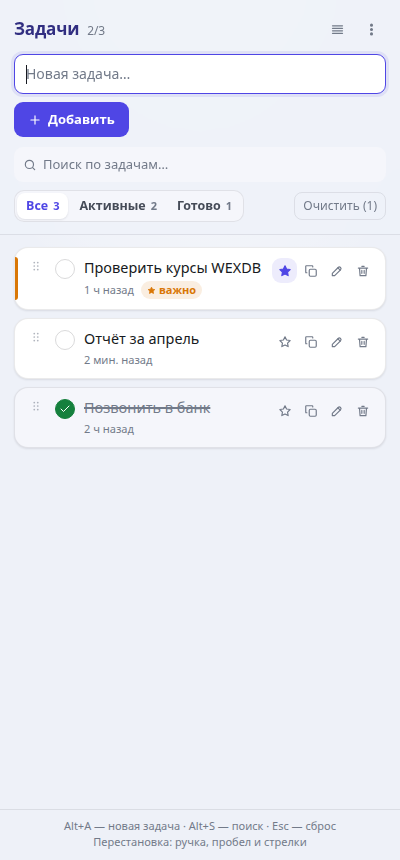 Задачи 2/3
Новая задача...
+ Добавить
Поиск по задачам...
Все 3 Активные 2 Готово 1 Очистить (1)
Проверить курсы WEXDB
1 ч назад ★ важно
Отчёт за апрель
2 мин. назад
Позвонить в банк
2 ч назад
Alt+A — новая задача · Alt+S — поиск · Esc — сброс
Перестановка: ручка, пробел и стрелки